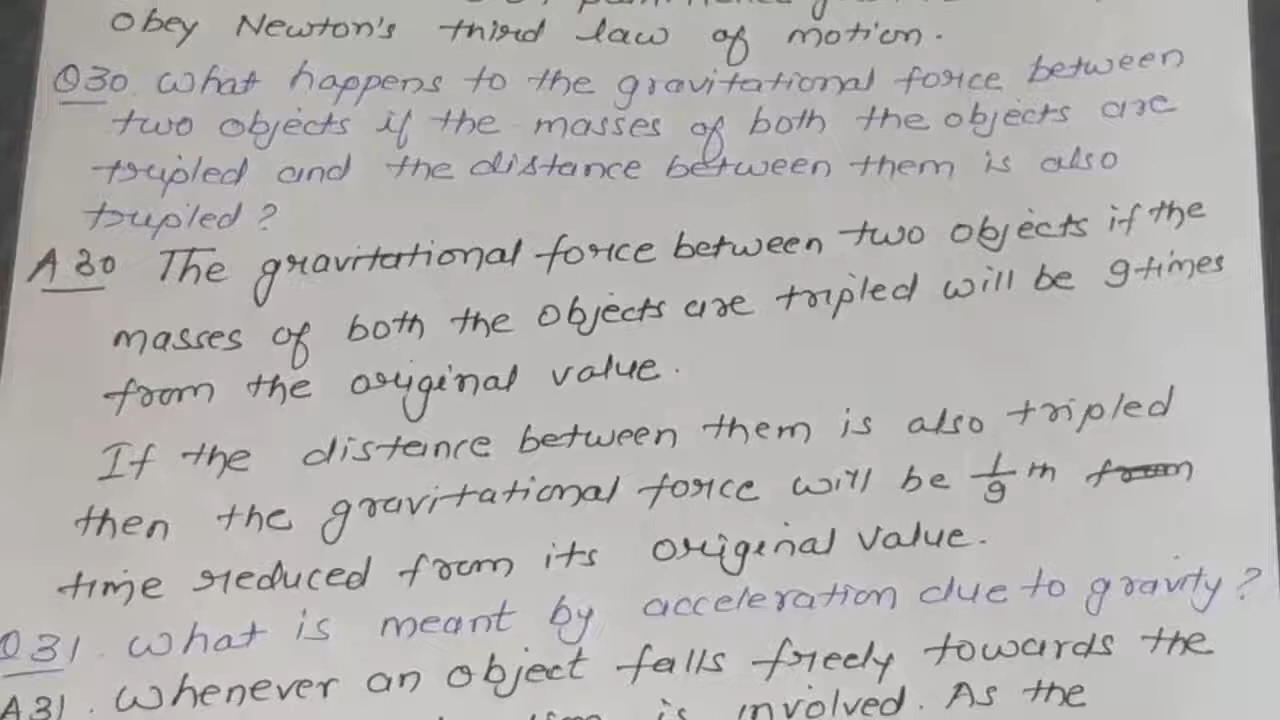 obey Newton's third law of motion.
Q30. What happens to the gravitational force between
two objects if the masses of both the objects are
tripled and the distance between them is also
tripled?
A30 The gravitational force between two objects if the
masses of both the objects are tripled will be 9 times
from the original value.
If the distance between them is also tripled
then the gravitational force will be 1/9 th from
time reduced from its original value.
Q31. What is meant by acceleration due to gravity?
A31. Whenever an object falls freely towards the
is involved. As the